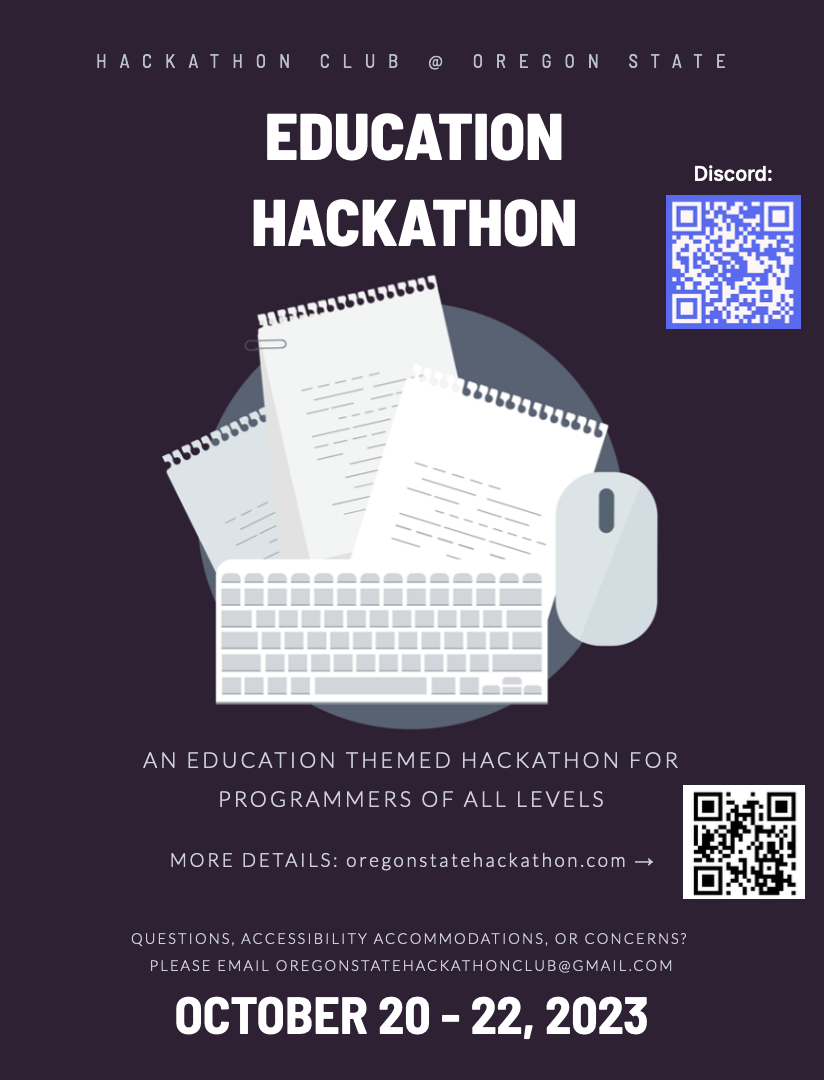 HACKATHON CLUB @ OREGON STATE
EDUCATION
HACKATHON
Discord:
AN EDUCATION THEMED HACKATHON FOR
PROGRAMMERS OF ALL LEVELS
MORE DETAILS: oregonstatehackathon.com →
QUESTIONS, ACCESSIBILITY ACCOMMODATIONS, OR CONCERNS?
PLEASE EMAIL OREGONSTATEHACKATHONCLUB@GMAIL.COM
OCTOBER 20 - 22, 2023